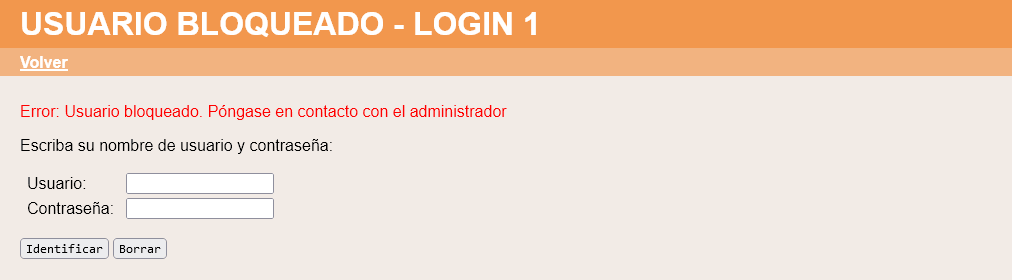 USUARIO BLOQUEADO - LOGIN 1
Volver
Error: Usuario bloqueado. Póngase en contacto con el administrador
Escriba su nombre de usuario y contraseña:
Usuario:
Contraseña:
Identificar Borrar